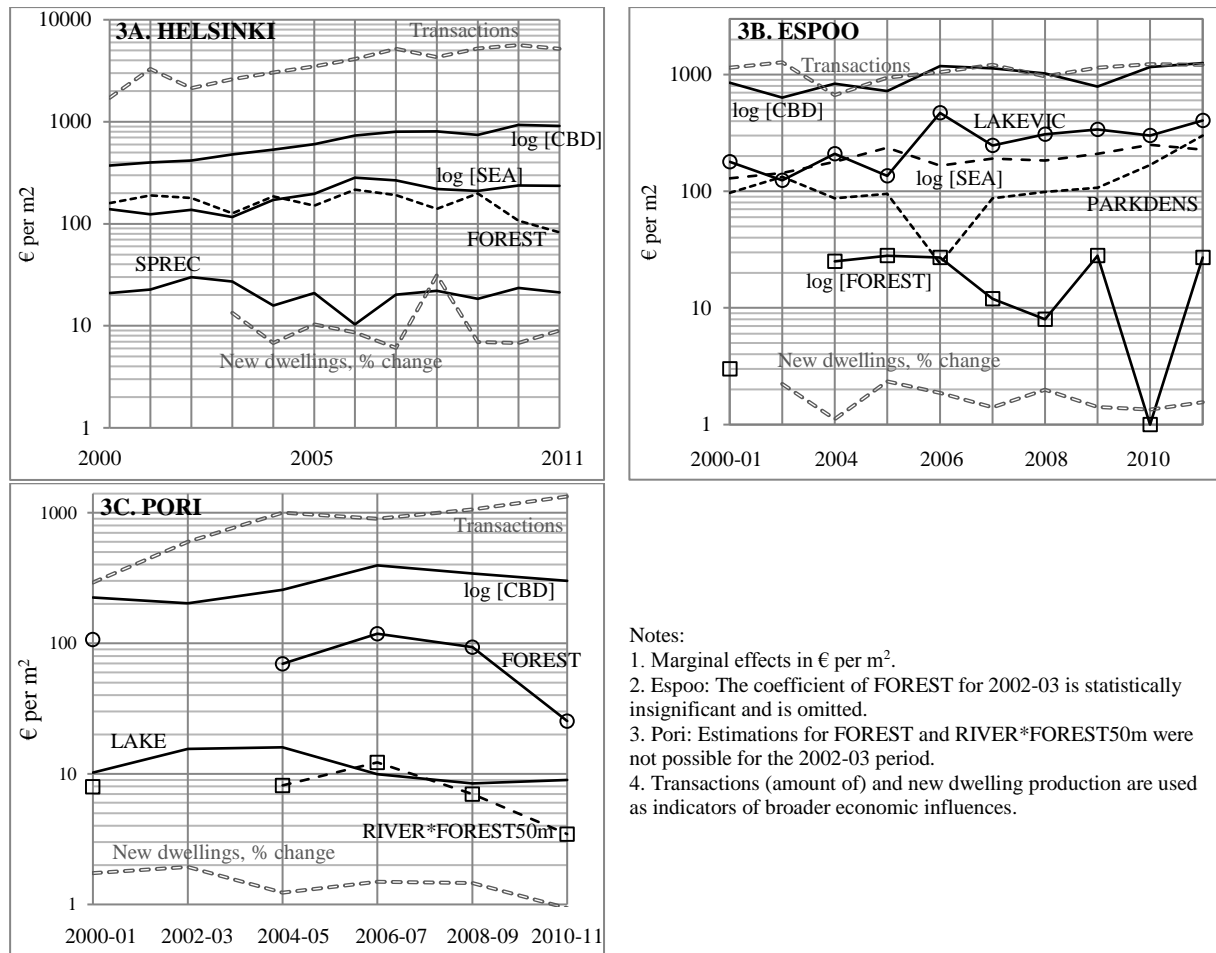 3A. HELSINKI
Transactions
log [CBD]
log [SEA]
FOREST
SPREC
New dwellings, % change
€ per m2
10000
1000
100
10
1
2000 2005 2011
3B. ESPOO
Transactions
log [CBD]
LAKEVIC
log [SEA]
PARKDENS
log [FOREST]
New dwellings, % change
€ per m2
1000
100
10
1
2000-01 2004 2006 2008 2010
3C. PORI
Transactions
log [CBD]
FOREST
LAKE
RIVER*FOREST50m
New dwellings, % change
€ per m²
1000
100
10
1
2000-01 2002-03 2004-05 2006-07 2008-09 2010-11
Notes:
1. Marginal effects in € per m².
2. Espoo: The coefficient of FOREST for 2002-03 is statistically
insignificant and is omitted.
3. Pori: Estimations for FOREST and RIVER*FOREST50m were
not possible for the 2002-03 period.
4. Transactions (amount of) and new dwelling production are used
as indicators of broader economic influences.